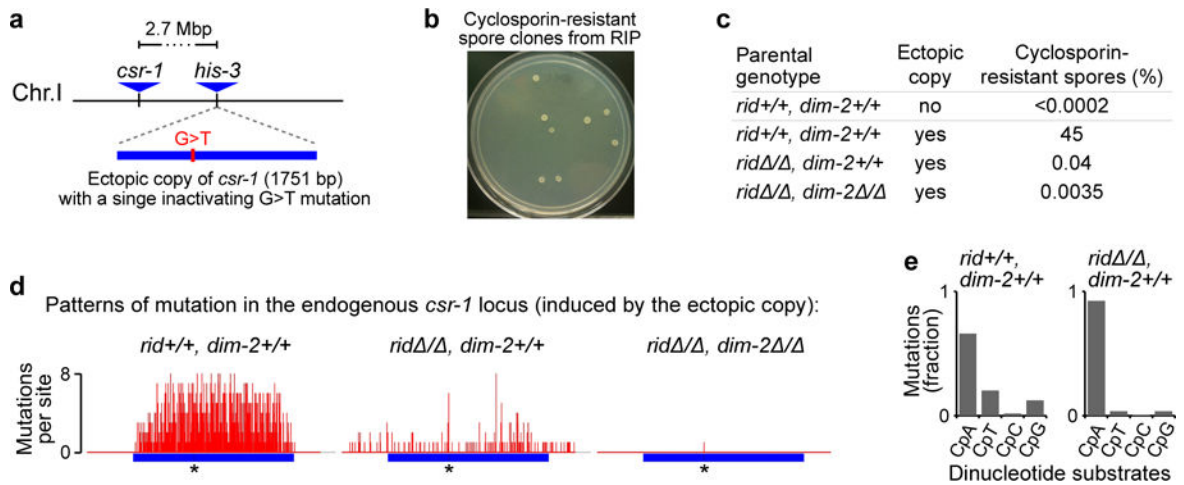 a
2.7 Mbp
csr-1
his-3
Chr.I
G>T
Ectopic copy of csr-1 (1751 bp)
with a singe inactivating G>T mutation
b
Cyclosporin-resistant
spore clones from RIP
c
Parental genotype
Ectopic copy
Cyclosporin-resistant spores (%)
rid+/+, dim-2+/+ no <0.0002
rid+/+, dim-2+/+ yes 45
ridΔ/Δ, dim-2+/+ yes 0.04
ridΔ/Δ, dim-2Δ/Δ yes 0.0035
d
Patterns of mutation in the endogenous csr-1 locus (induced by the ectopic copy):
rid+/+, dim-2+/+
ridΔ/Δ, dim-2+/+
ridΔ/Δ, dim-2Δ/Δ
Mutations
per site
8
0
*
*
*
e
rid+/+,
dim-2+/+
ridΔ/Δ,
dim-2+/+
Mutations
(fraction)
1
0
CpA
CpT
CpC
CpG
1
0
CpA
CpT
CpC
CpG
Dinucleotide substrates